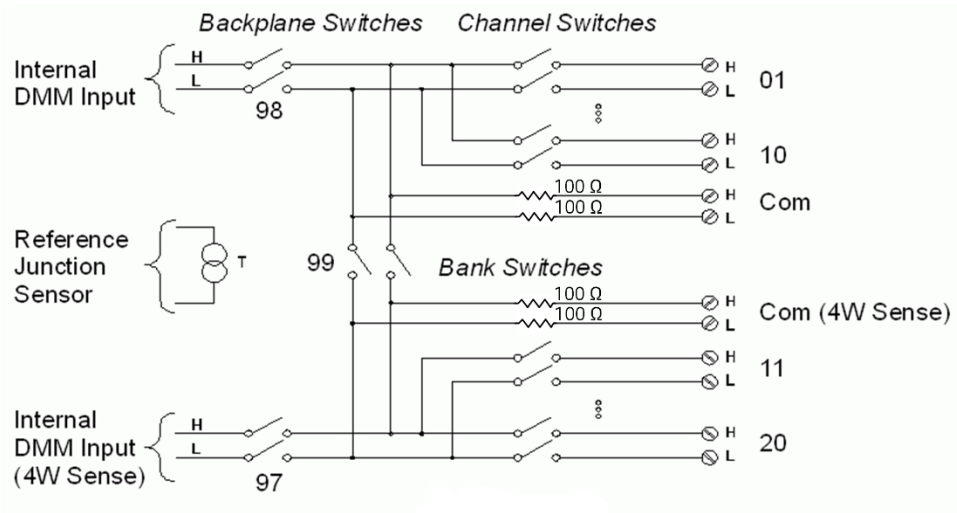 Backplane Switches
Channel Switches
Internal
DMM Input
H
L
98
H
L
01
H
L
10
100 Ω
100 Ω
H
L
Com
Reference
Junction
Sensor
T
99
Bank Switches
100 Ω
100 Ω
H
L
Com (4W Sense)
H
L
11
Internal
DMM Input
(4W Sense)
H
L
97
H
L
20